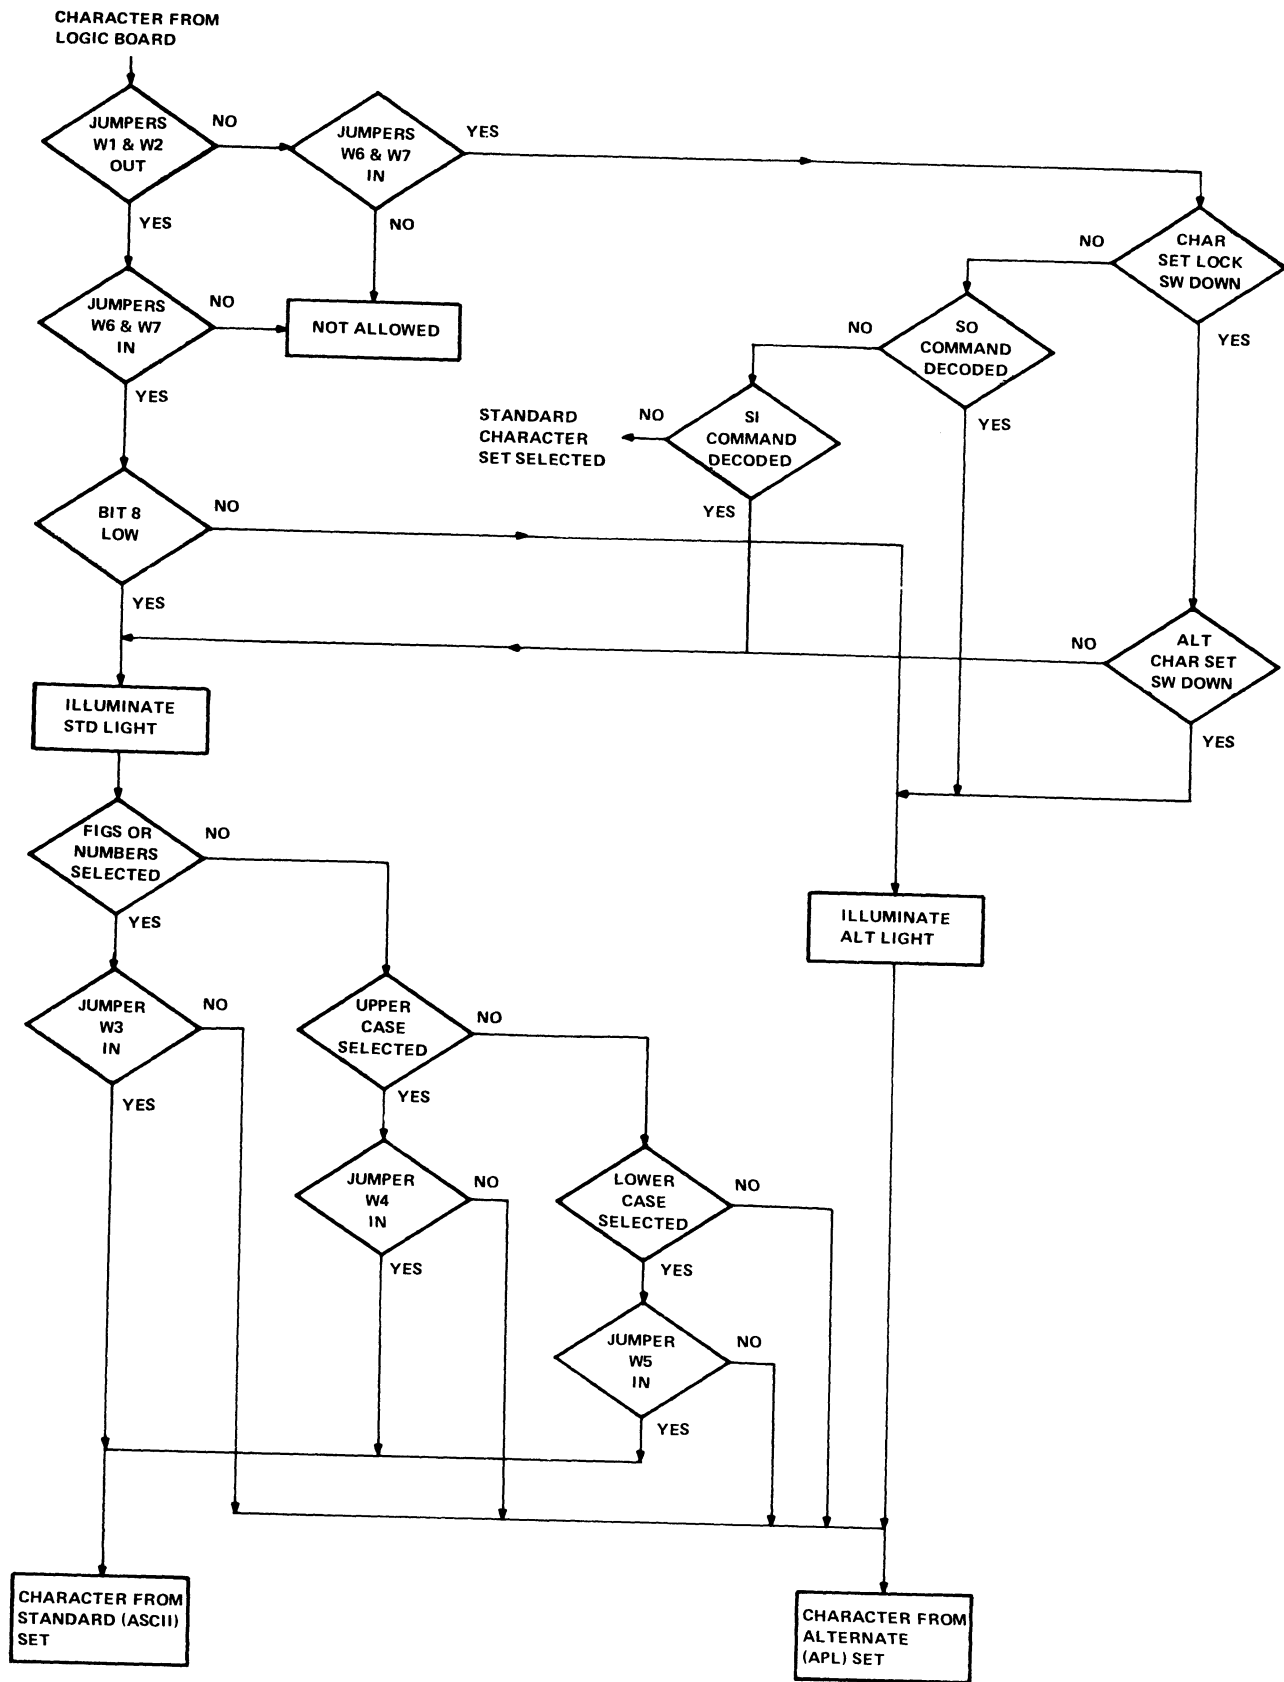 CHARACTER FROM
LOGIC BOARD
JUMPERS
W1 & W2
OUT
NO
YES
JUMPERS
W6 & W7
IN
YES
NO
CHAR
SET LOCK
SW DOWN
NO
YES
JUMPERS
W6 & W7
IN
NO
YES
NOT ALLOWED
SO
COMMAND
DECODED
NO
YES
SI
COMMAND
DECODED
NO
YES
STANDARD
CHARACTER
SET SELECTED
BIT 8
LOW
NO
YES
ALT
CHAR SET
SW DOWN
NO
YES
ILLUMINATE
STD LIGHT
FIGS OR
NUMBERS
SELECTED
NO
YES
ILLUMINATE
ALT LIGHT
JUMPER
W3
IN
NO
YES
UPPER
CASE
SELECTED
NO
YES
JUMPER
W4
IN
NO
YES
LOWER
CASE
SELECTED
NO
YES
JUMPER
W5
IN
NO
YES
CHARACTER FROM
STANDARD (ASCII)
SET
CHARACTER FROM
ALTERNATE
(APL) SET